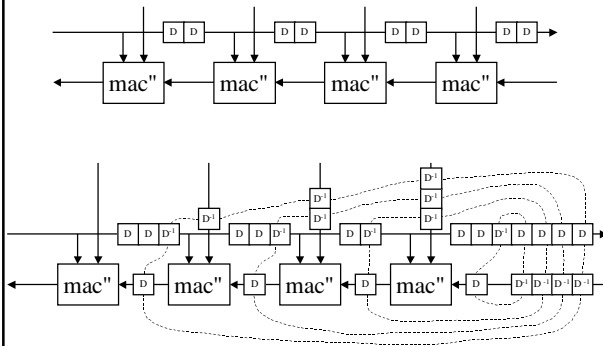 D D D D D D D D
mac" mac" mac" mac"
D⁻¹
D⁻¹ D⁻¹
D⁻¹ D⁻¹ D⁻¹
D D D⁻¹ D D D⁻¹ D D⁻¹ D D D⁻¹ D D D D
mac" D mac" D mac" D mac" D D⁻¹ D⁻¹ D⁻¹ D⁻¹